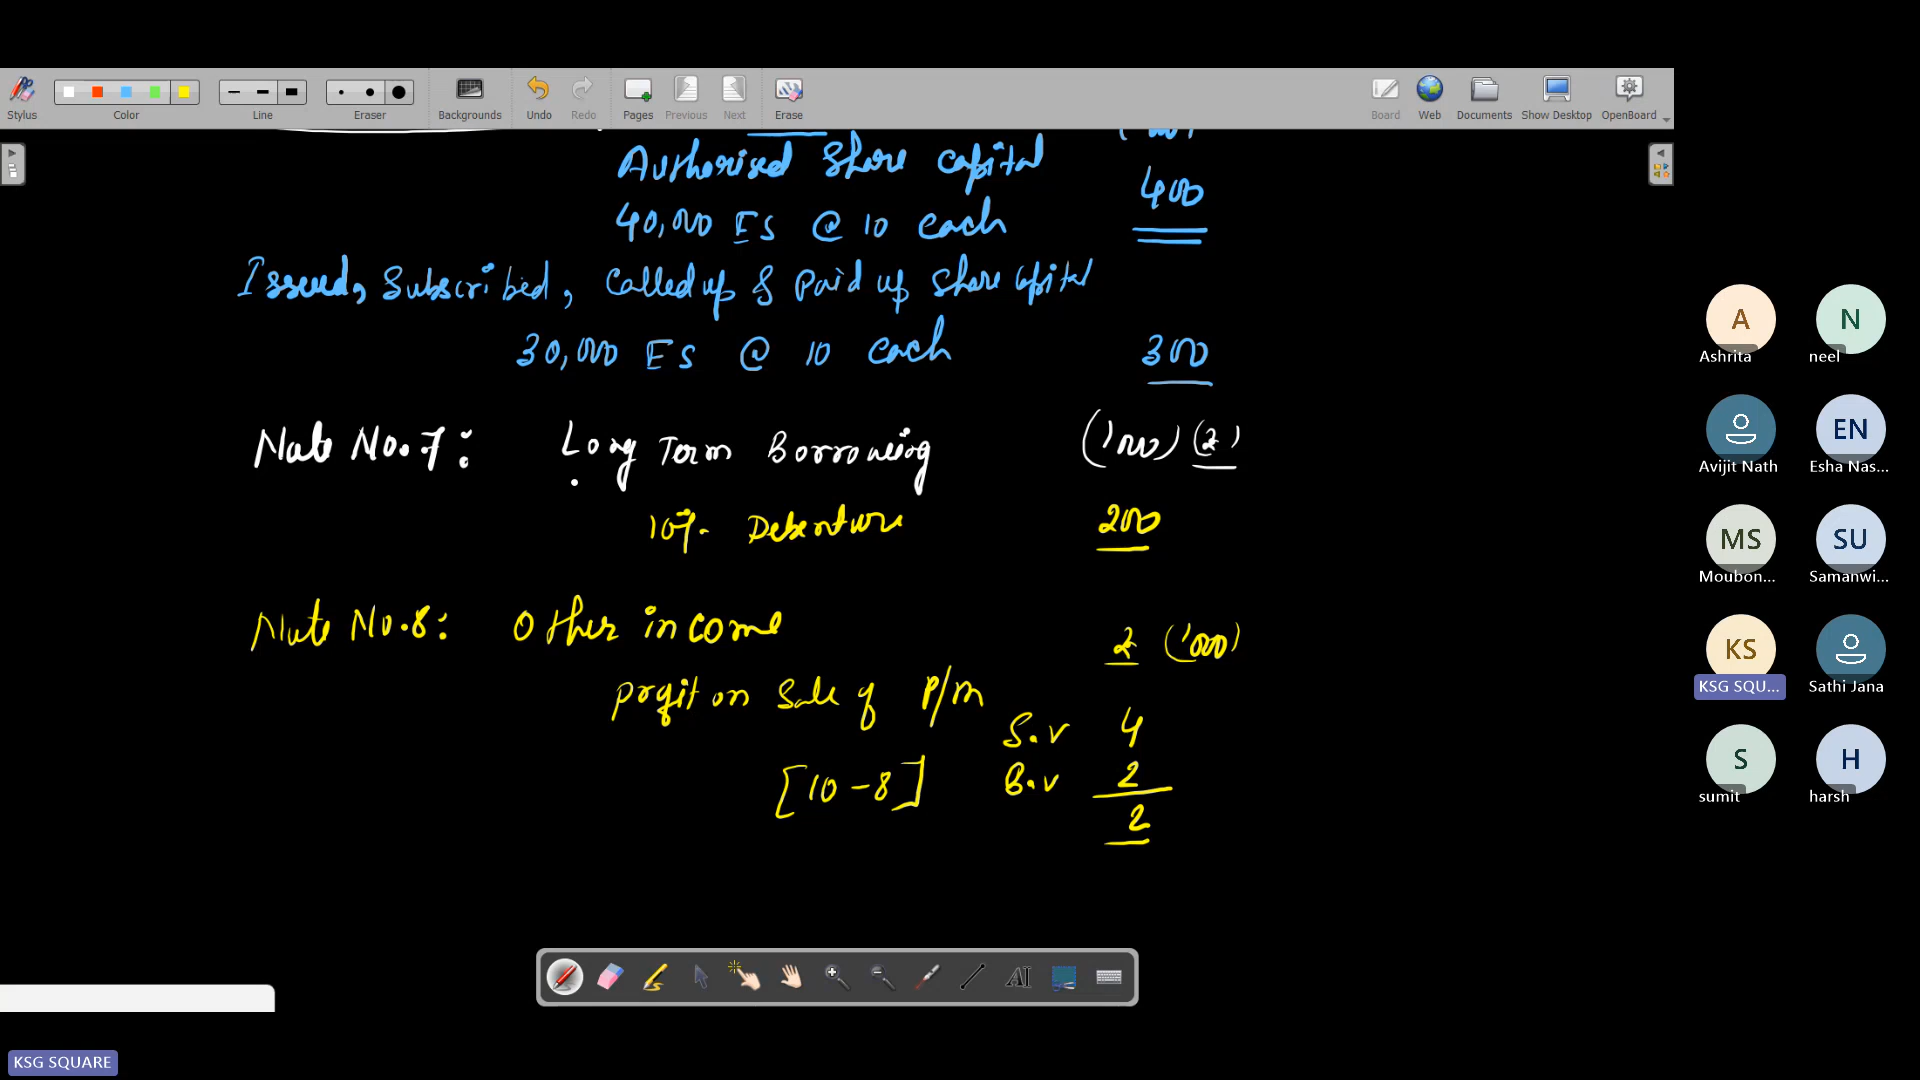 Stylus Color Line Eraser Backgrounds Undo Redo Pages Previous Next Erase Board Web Documents Show Desktop OpenBoard
Authorised Share capital
40,000 ES @ 10 each 400
Issued, Subscribed, Called up & Paid up Share capital
30,000 ES @ 10 each 300
Note No. 7: Long Term Borrowing ('000) (₹)
10% Debenture 200
Note No. 8: Other income ₹ ('000)
profit on Sale of P/M 2
S.V 4
[10-8] B.V 2
2
A N
Ashrita neel
EN
Avijit Nath Esha Nas...
MS SU
Moubon... Samanwi...
KS
KSG SQU... Sathi Jana
S H
sumit harsh
AI
KSG SQUARE